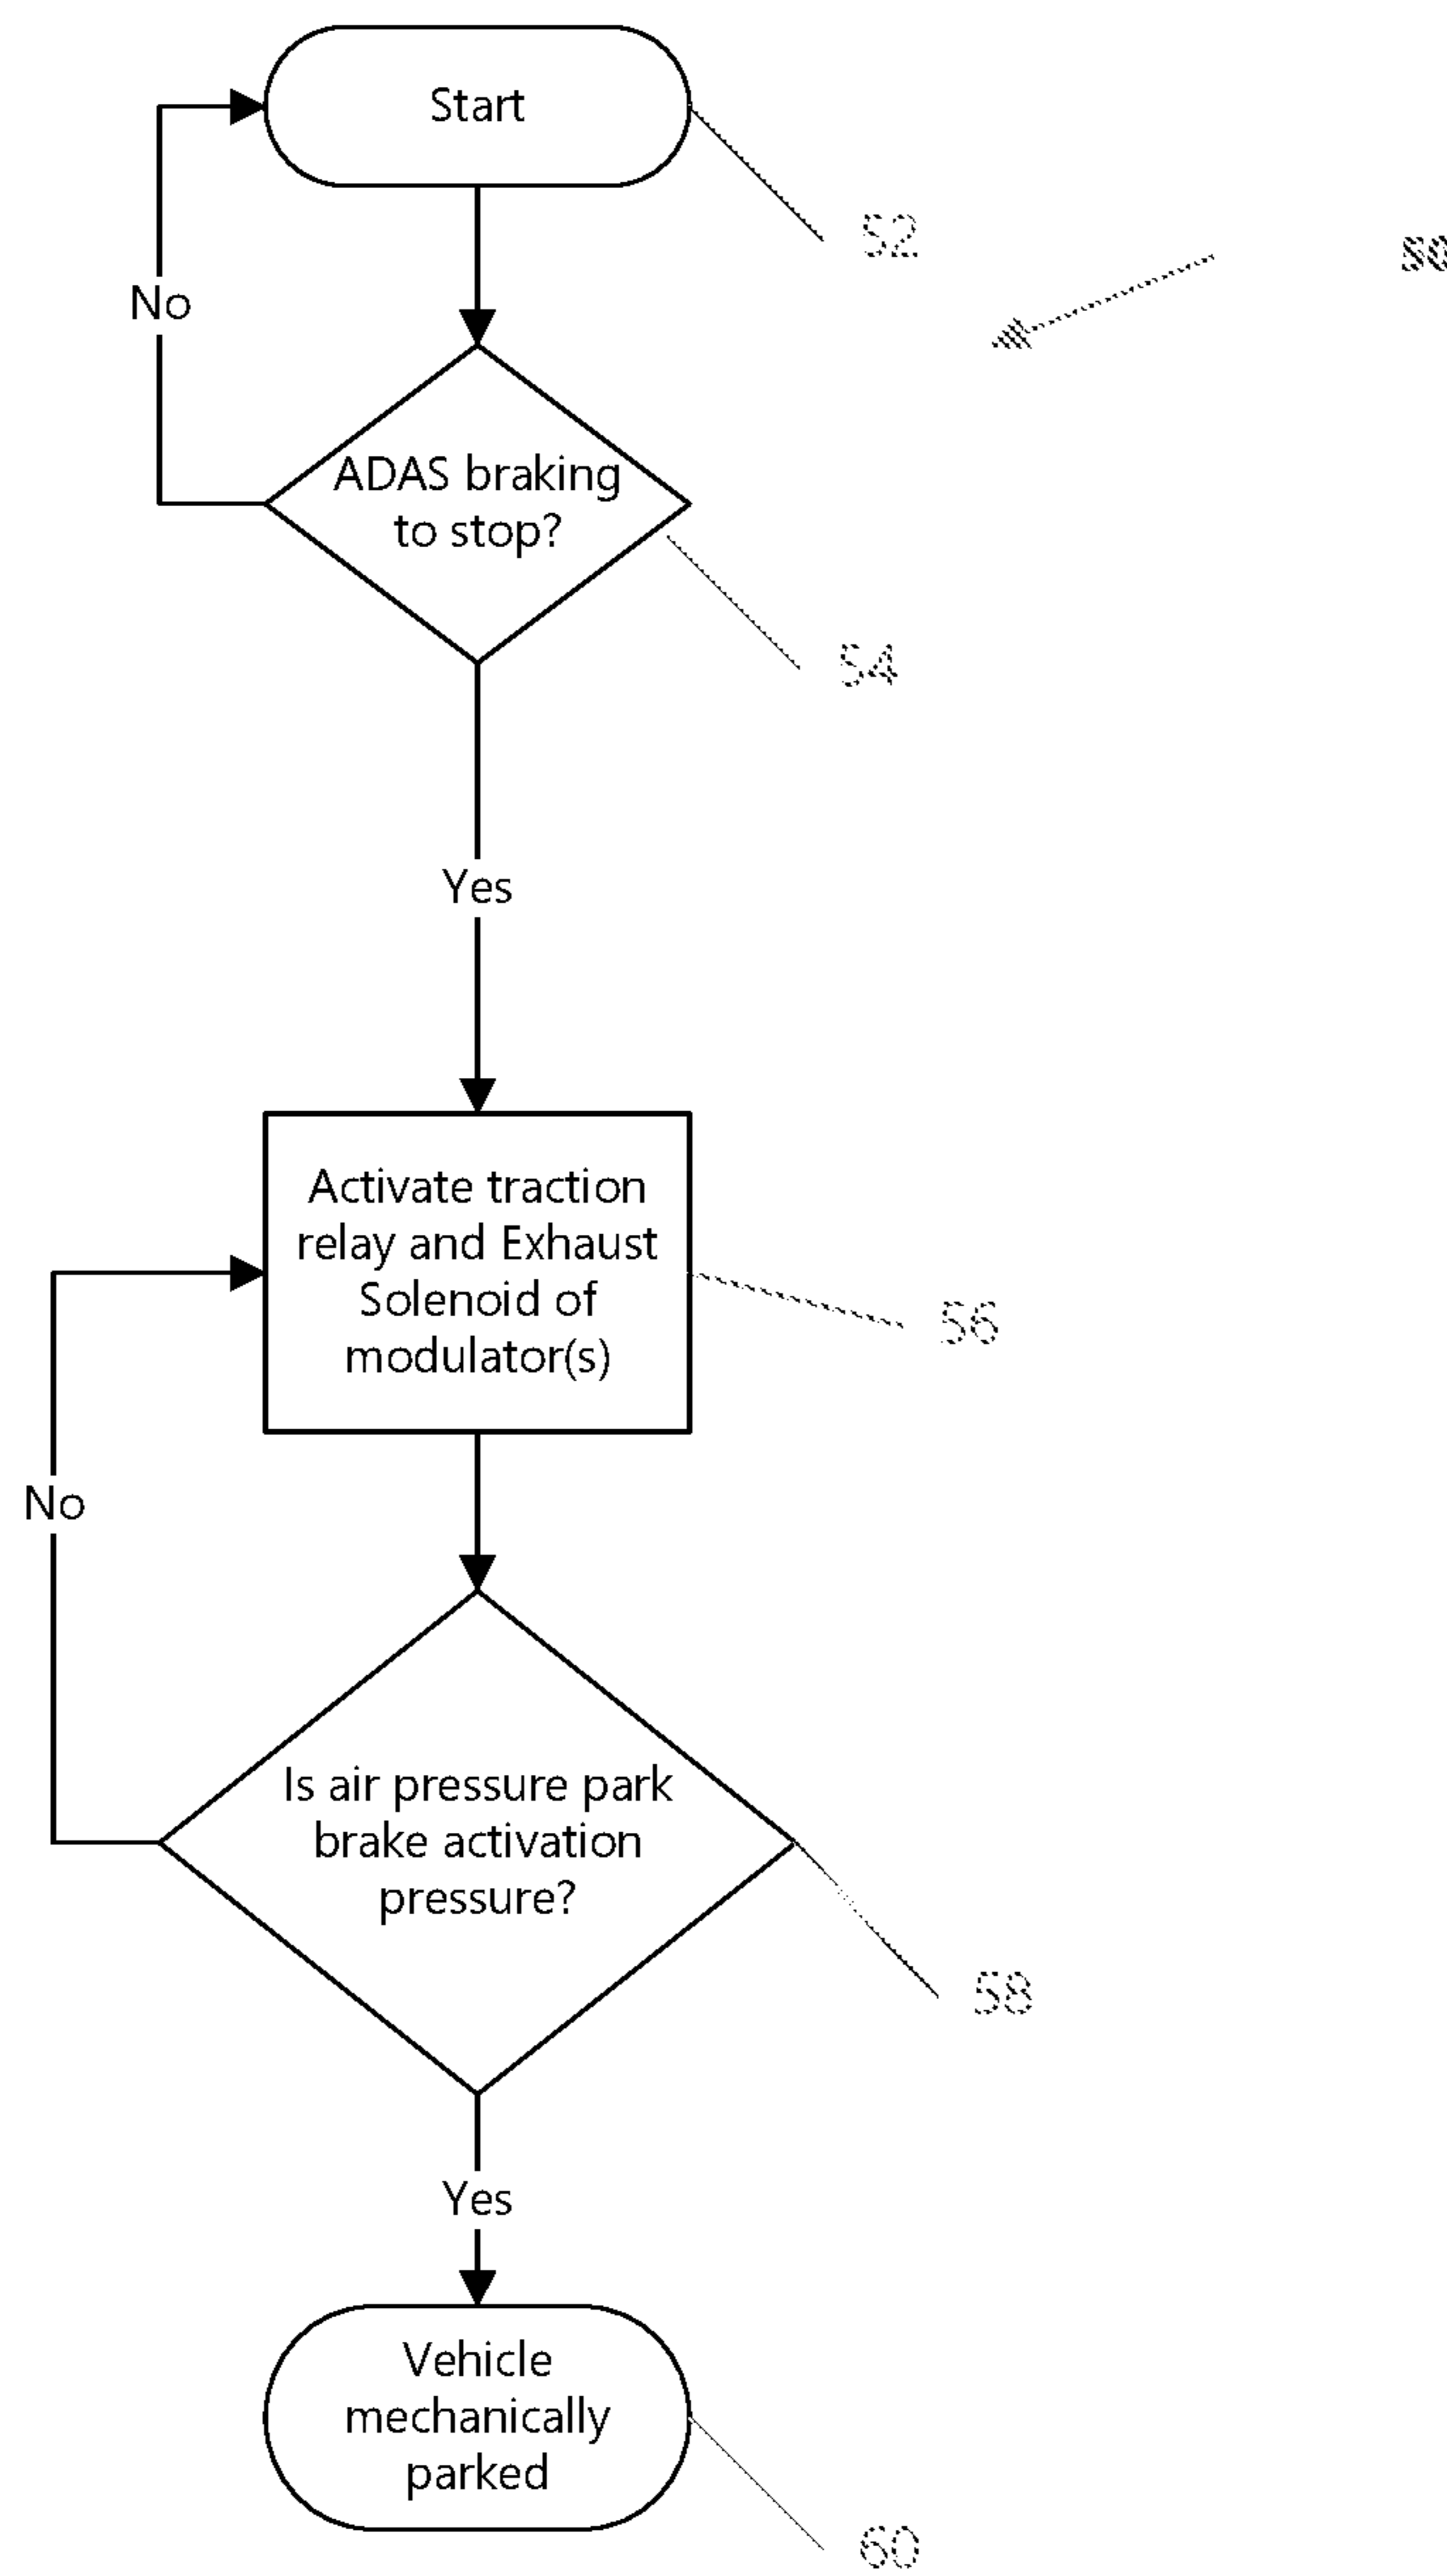 Start
52
50
No
ADAS braking
to stop?
54
Yes
Activate traction
relay and Exhaust
Solenoid of
modulator(s)
56
No
Is air pressure park
brake activation
pressure?
58
Yes
Vehicle
mechanically
parked
60